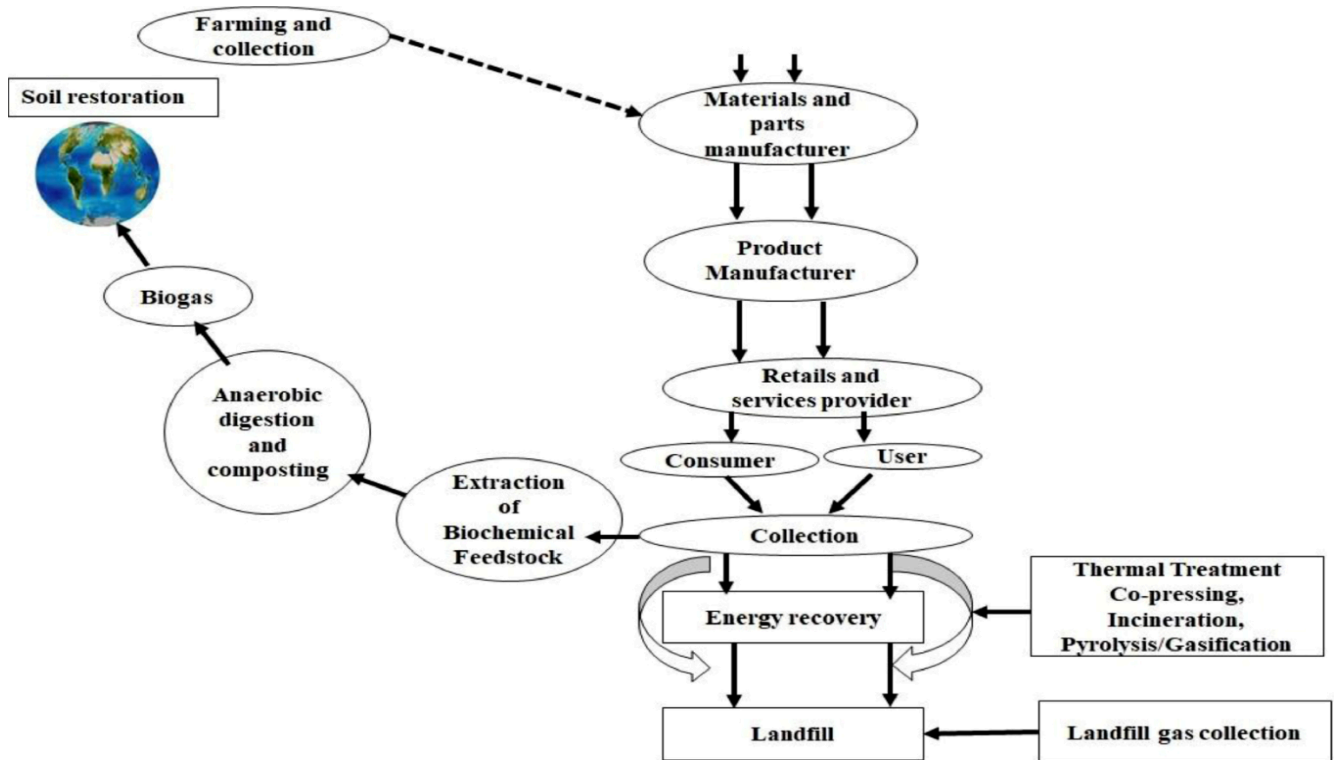 Farming and
collection
Soil restoration
Materials and
parts
manufacturer
Product
Manufacturer
Biogas
Retails and
services provider
Anaerobic
digestion
and
composting
Consumer
User
Extraction
of
Biochemical
Feedstock
Collection
Thermal Treatment
Co-pressing,
Incineration,
Pyrolysis/Gasification
Energy recovery
Landfill
Landfill gas collection